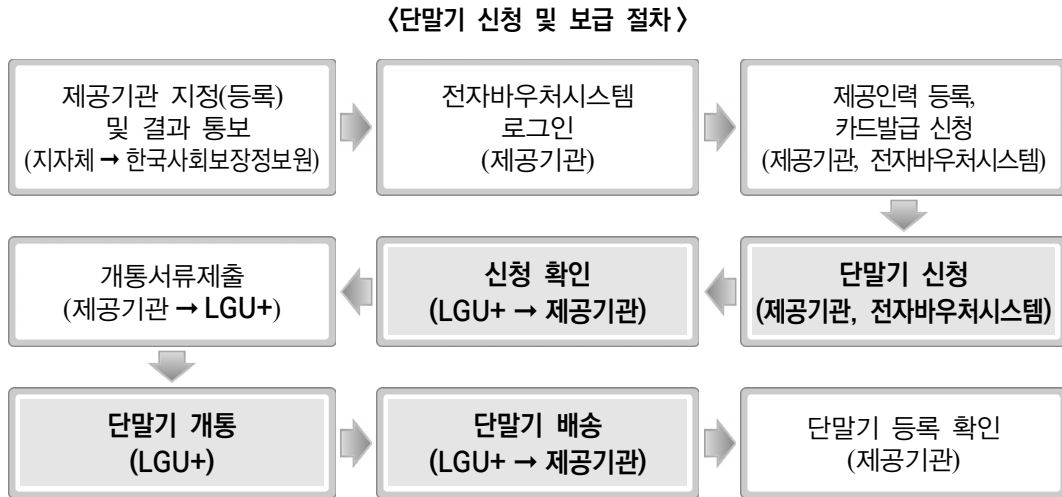 〈단말기 신청 및 보급 절차〉
제공기관 지정(등록)
및 결과 통보
(지자체 → 한국사회보장정보원)
전자바우처시스템
로그인
(제공기관)
제공인력 등록,
카드발급 신청
(제공기관, 전자바우처시스템)
단말기 신청
(제공기관, 전자바우처시스템)
신청 확인
(LGU+ → 제공기관)
개통서류제출
(제공기관 → LGU+)
단말기 개통
(LGU+)
단말기 배송
(LGU+ → 제공기관)
단말기 등록 확인
(제공기관)